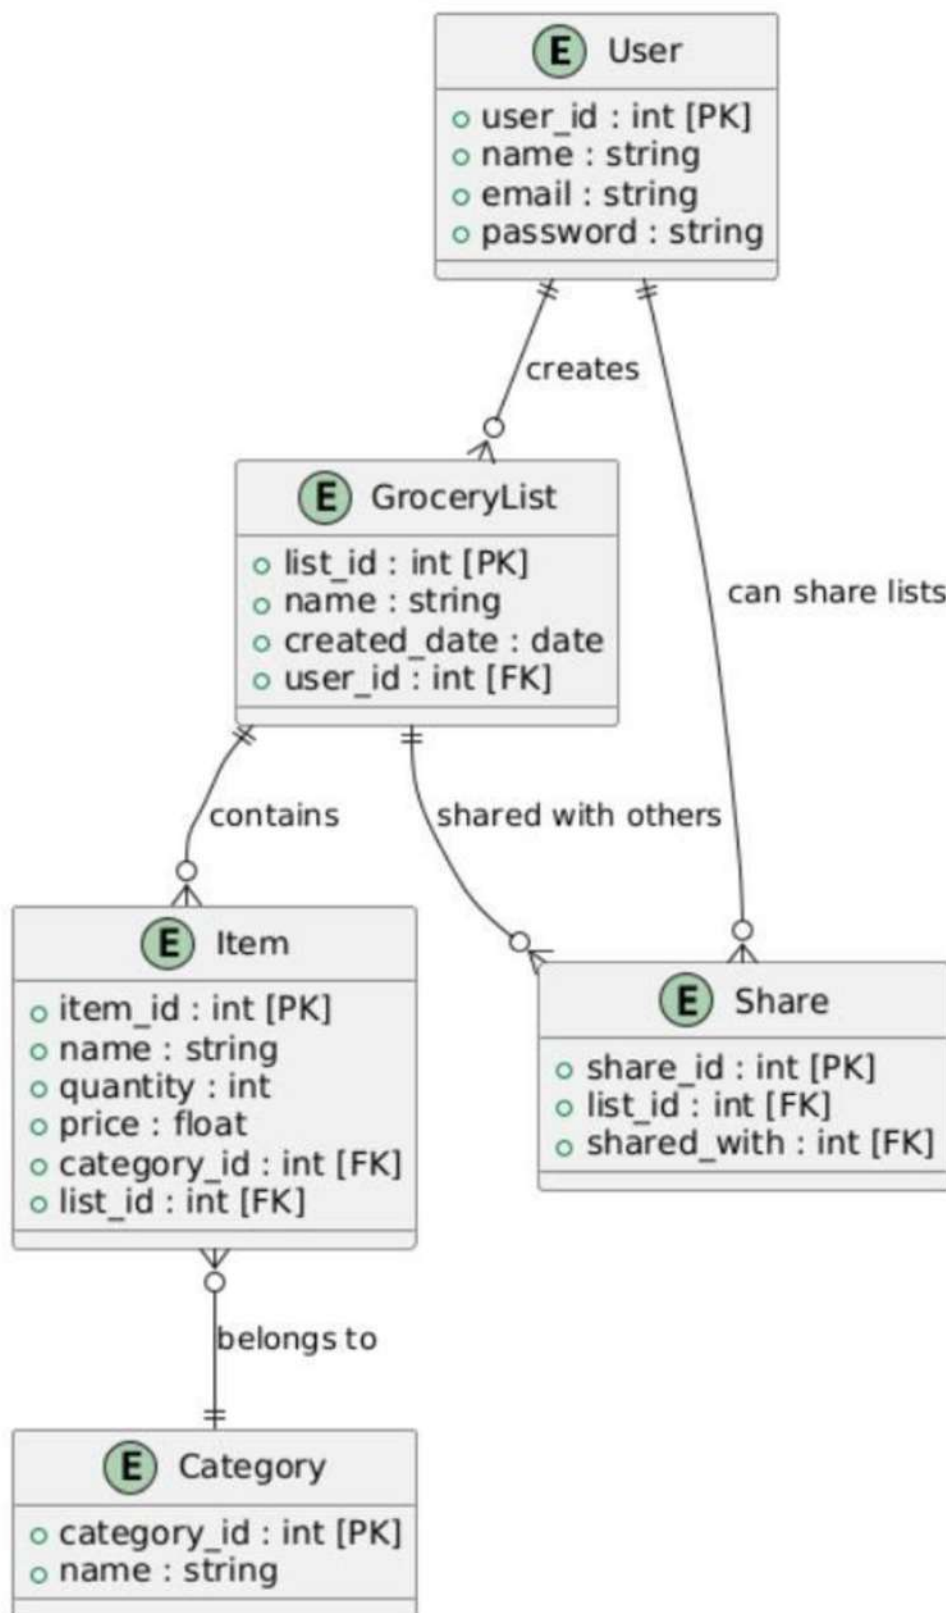 E User
user_id : int [PK]
name : string
email : string
password : string
creates
E GroceryList
list_id : int [PK]
name : string
created_date : date
user_id : int [FK]
can share lists
contains
shared with others
E Item
item_id : int [PK]
name : string
quantity : int
price : float
category_id : int [FK]
list_id : int [FK]
E Share
share_id : int [PK]
list_id : int [FK]
shared_with : int [FK]
belongs to
E Category
category_id : int [PK]
name : string